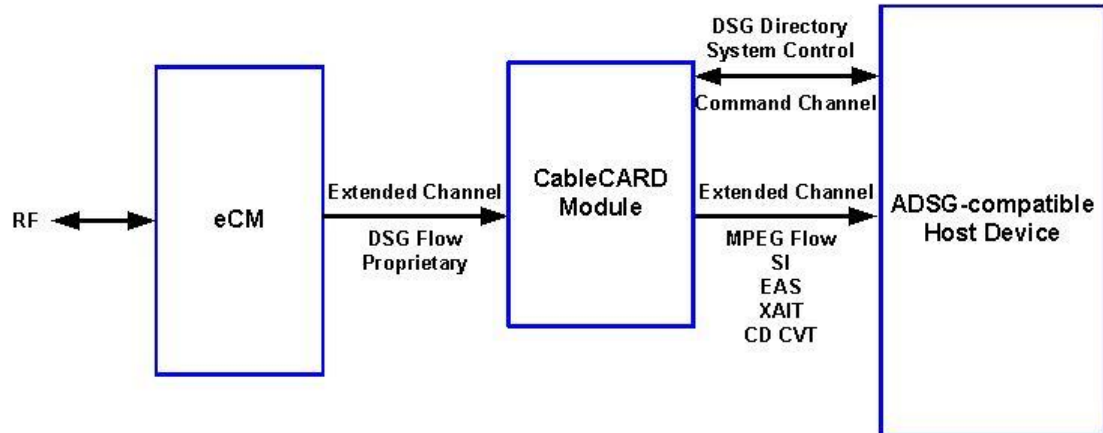 DSG Directory
System Control
Command Channel
RF
eCM
Extended Channel
DSG Flow
Proprietary
CableCARD
Module
Extended Channel
MPEG Flow
SI
EAS
XAIT
CD CVT
ADSG-compatible
Host Device